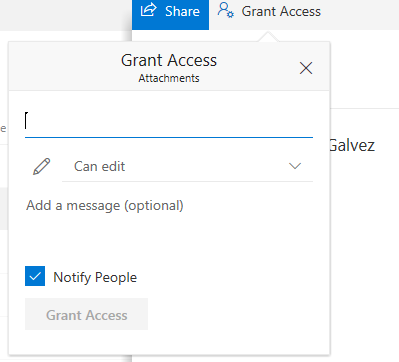 Share Grant Access
Grant Access
Attachments
Galvez
Can edit
Add a message (optional)
Notify People
Grant Access